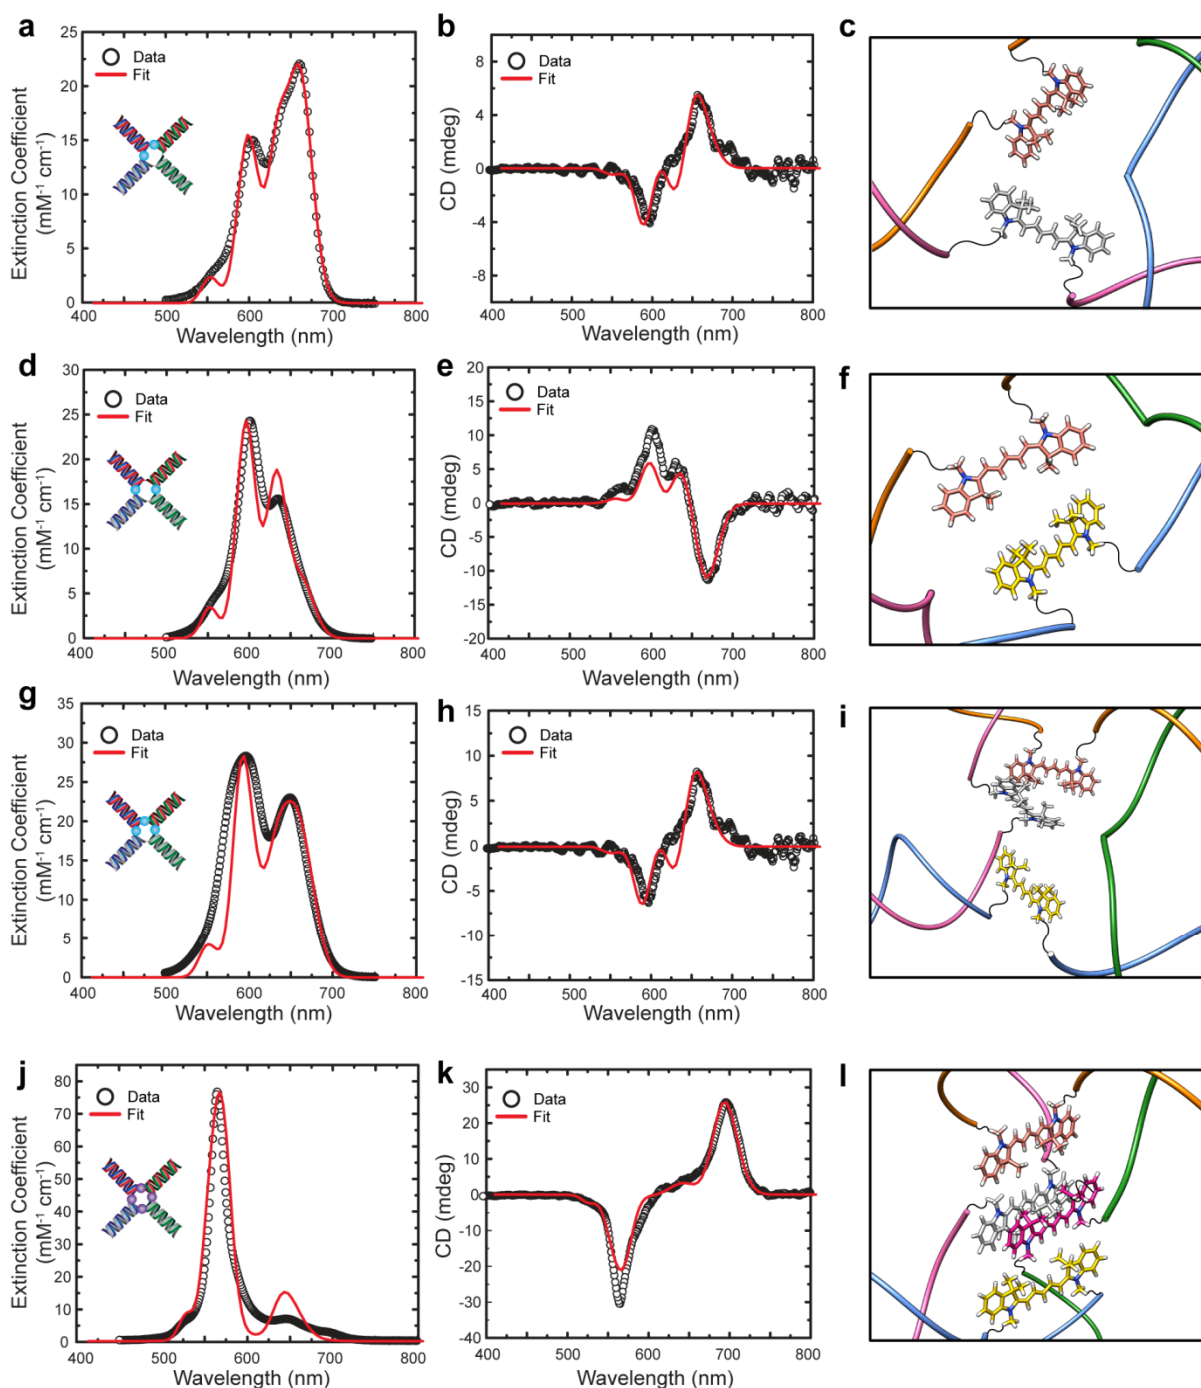 a
Extinction Coefficient
(mM⁻¹ cm⁻¹)
25
20
15
10
5
0
Data
Fit
400 500 600 700 800
Wavelength (nm)
b
CD (mdeg)
8
4
0
-4
-8
Data
Fit
400 500 600 700 800
Wavelength (nm)
c
d
Extinction Coefficient
(mM⁻¹ cm⁻¹)
30
25
20
15
10
5
0
Data
Fit
400 500 600 700 800
Wavelength (nm)
e
CD (mdeg)
20
15
10
5
0
-5
-10
-15
-20
Data
Fit
400 500 600 700 800
Wavelength (nm)
f
g
Extinction Coefficient
(mM⁻¹ cm⁻¹)
35
30
25
20
15
10
5
0
Data
Fit
400 500 600 700 800
Wavelength (nm)
h
CD (mdeg)
15
10
5
0
-5
-10
-15
Data
Fit
400 500 600 700 800
Wavelength (nm)
i
j
Extinction Coefficient
(mM⁻¹ cm⁻¹)
80
70
60
50
40
30
20
10
0
Data
Fit
400 500 600 700 800
Wavelength (nm)
k
CD (mdeg)
30
20
10
0
-10
-20
-30
-40
Data
Fit
400 500 600 700 800
Wavelength (nm)
l